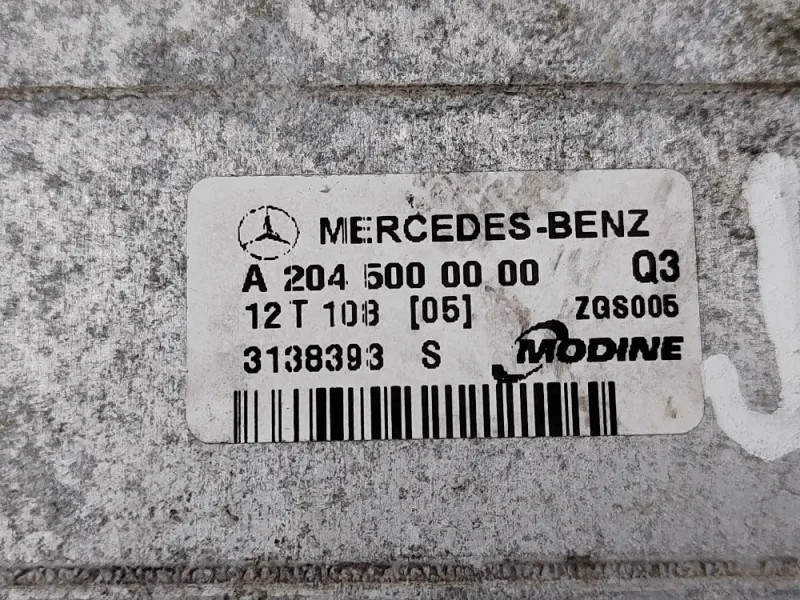 MERCEDES-BENZ
A 204 500 00 00 Q3
12 T 108 [05] ZGS005
3138393 S MODINE